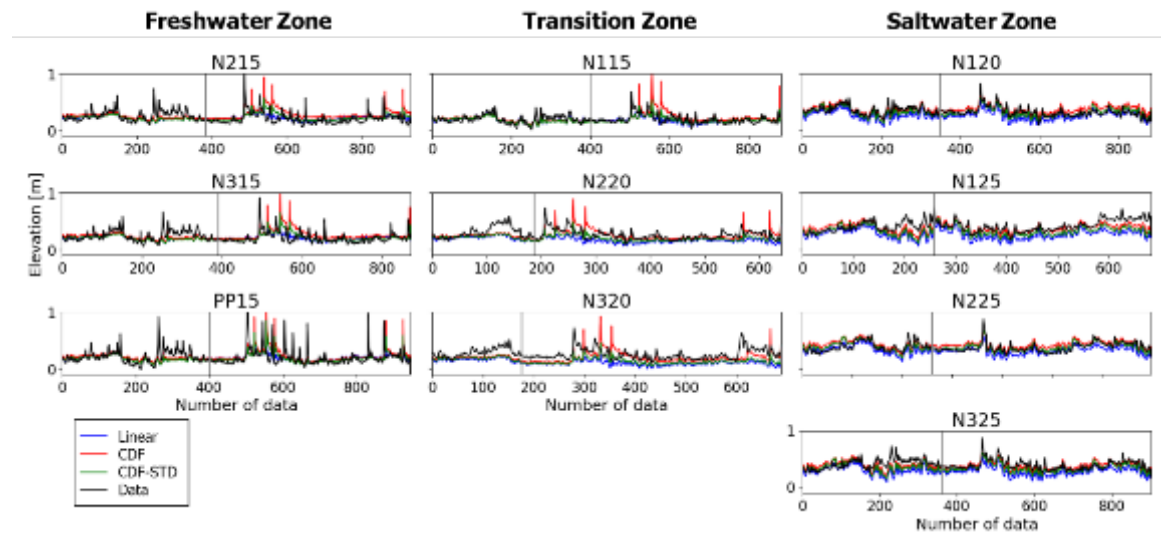 Freshwater Zone Transition Zone Saltwater Zone
N215 N115 N120
1
0
0 200 400 600 800 0 200 400 600 800 0 200 400 600 800
N315 N220 N125
1
0
0 200 400 600 800 0 100 200 300 400 500 600 0 100 200 300 400 500 600
Elevation [m]
PP15 N320 N225
1
0
0 200 400 600 800 0 100 200 300 400 500 600
Number of data Number of data
N325
1
0
0 200 400 600 800
Number of data
Linear
CDF
CDF-STD
Data